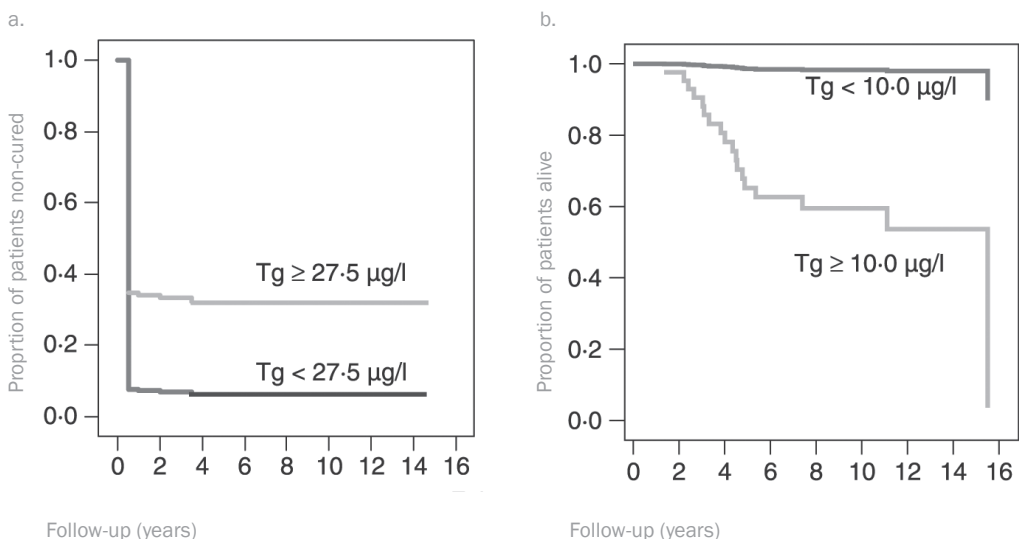 a.
Proprtion of patients non-cured
1·0
0·8
0·6
0·4
0·2
0·0
Tg ≥ 27·5 µg/l
Tg < 27·5 µg/l
0 2 4 6 8 10 12 14 16
Follow-up (years)
b.
Proportion of patients alive
1·0
0·8
0·6
0·4
0·2
0·0
Tg < 10·0 µg/l
Tg ≥ 10·0 µg/l
0 2 4 6 8 10 12 14 16
Follow-up (years)